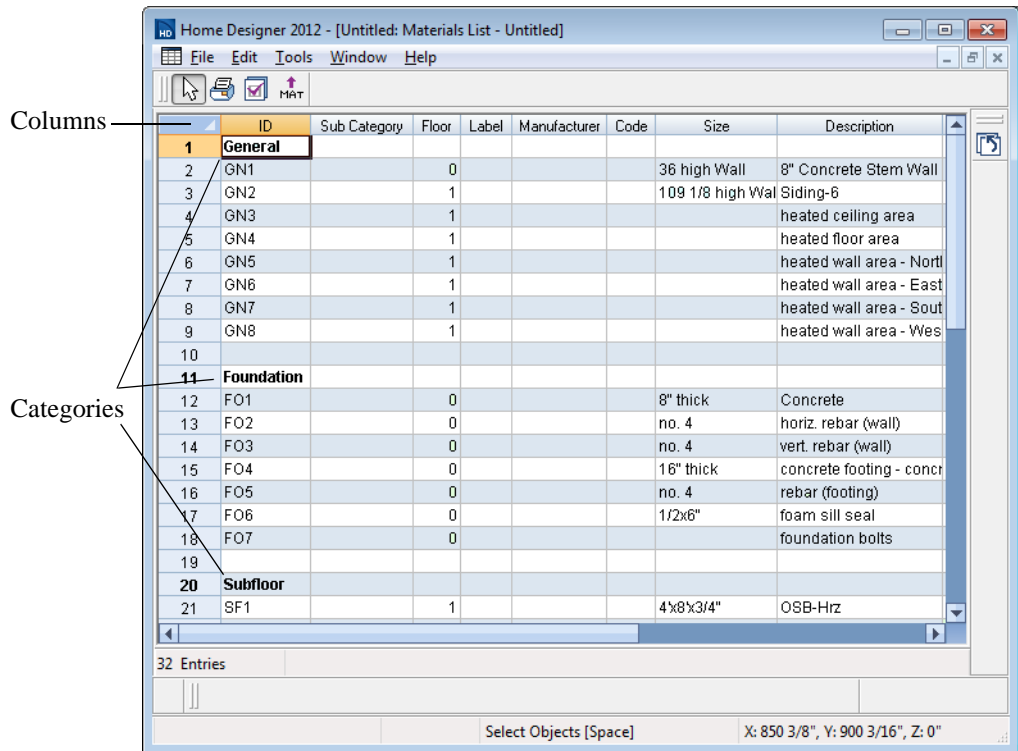 HD Home Designer 2012 - [Untitled: Materials List - Untitled]
File Edit Tools Window Help
MAT
Columns
ID Sub Category Floor Label Manufacturer Code Size Description
1 General
2 GN1 0 36 high Wall 8" Concrete Stem Wall
3 GN2 1 109 1/8 high Wal Siding-6
4 GN3 1 heated ceiling area
5 GN4 1 heated floor area
6 GN5 1 heated wall area - Nortl
7 GN6 1 heated wall area - East
8 GN7 1 heated wall area - Sout
9 GN8 1 heated wall area - Wes
10
11 Foundation
Categories
12 FO1 0 8" thick Concrete
13 FO2 0 no. 4 horiz. rebar (wall)
14 FO3 0 no. 4 vert. rebar (wall)
15 FO4 0 16" thick concrete footing - concr
16 FO5 0 no. 4 rebar (footing)
17 FO6 0 1/2x6" foam sill seal
18 FO7 0 foundation bolts
19
20 Subfloor
21 SF1 1 4'x8'x3/4" OSB-Hrz
32 Entries
Select Objects [Space] X: 850 3/8", Y: 900 3/16", Z: 0"